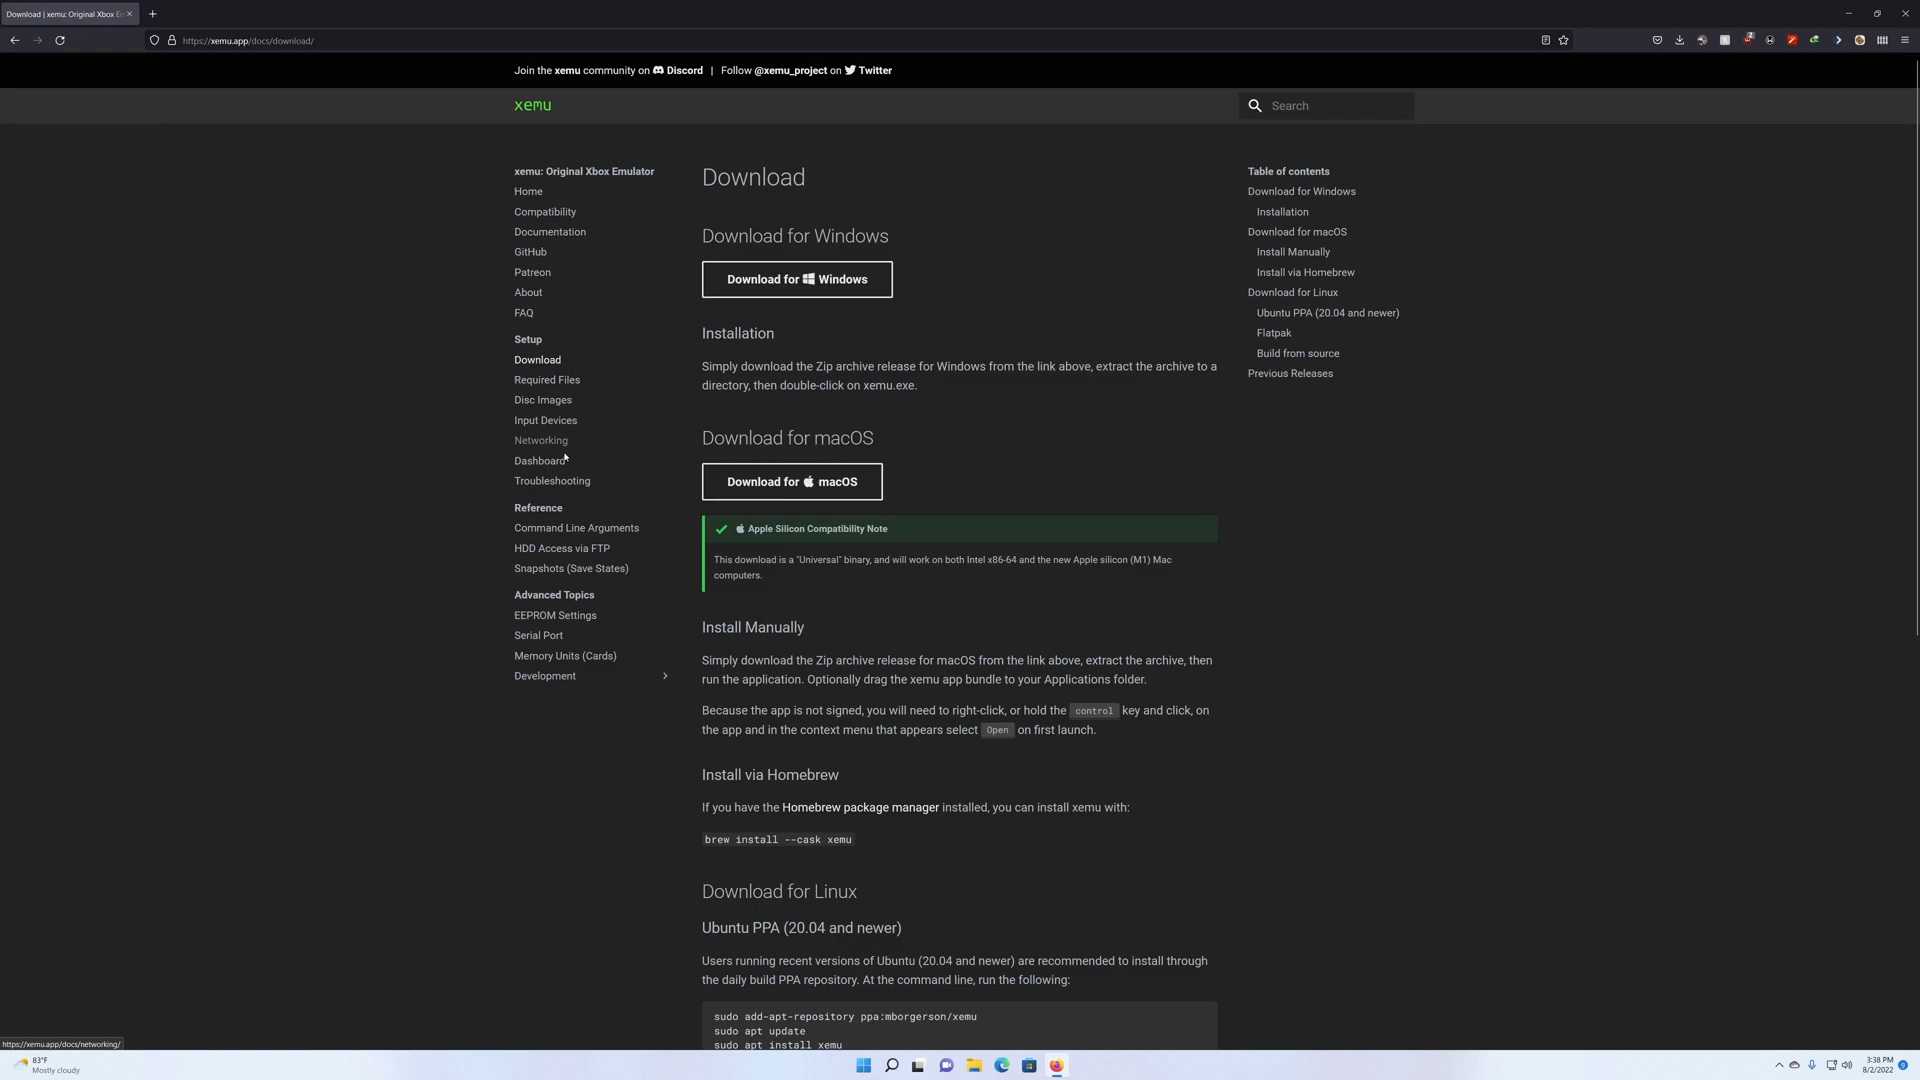 Download | xemu: Original Xbox E
https://xemu.app/docs/download/
2
Join the xemu community on Discord | Follow @xemu_project on Twitter
xemu
Search
xemu: Original Xbox Emulator
Home
Compatibility
Documentation
GitHub
Patreon
About
FAQ
Setup
Download
Required Files
Disc Images
Input Devices
Networking
Dashboard
Troubleshooting
Reference
Command Line Arguments
HDD Access via FTP
Snapshots (Save States)
Advanced Topics
EEPROM Settings
Serial Port
Memory Units (Cards)
Development
Download
Download for Windows
Download for Windows
Installation
Simply download the Zip archive release for Windows from the link above, extract the archive to a
directory, then double-click on xemu.exe.
Download for macOS
Download for macOS
Apple Silicon Compatibility Note
This download is a "Universal" binary, and will work on both Intel x86-64 and the new Apple silicon (M1) Mac
computers.
Install Manually
Simply download the Zip archive release for macOS from the link above, extract the archive, then
run the application. Optionally drag the xemu app bundle to your Applications folder.
Because the app is not signed, you will need to right-click, or hold the control key and click, on
the app and in the context menu that appears select Open on first launch.
Install via Homebrew
If you have the Homebrew package manager installed, you can install xemu with:
brew install --cask xemu
Download for Linux
Ubuntu PPA (20.04 and newer)
Users running recent versions of Ubuntu (20.04 and newer) are recommended to install through
the daily build PPA repository. At the command line, run the following:
sudo add-apt-repository ppa:mborgerson/xemu
sudo apt update
sudo apt install xemu
Table of contents
Download for Windows
Installation
Download for macOS
Install Manually
Install via Homebrew
Download for Linux
Ubuntu PPA (20.04 and newer)
Flatpak
Build from source
Previous Releases
https://xemu.app/docs/networking/
83°F
Mostly cloudy
3:38 PM
8/2/2022